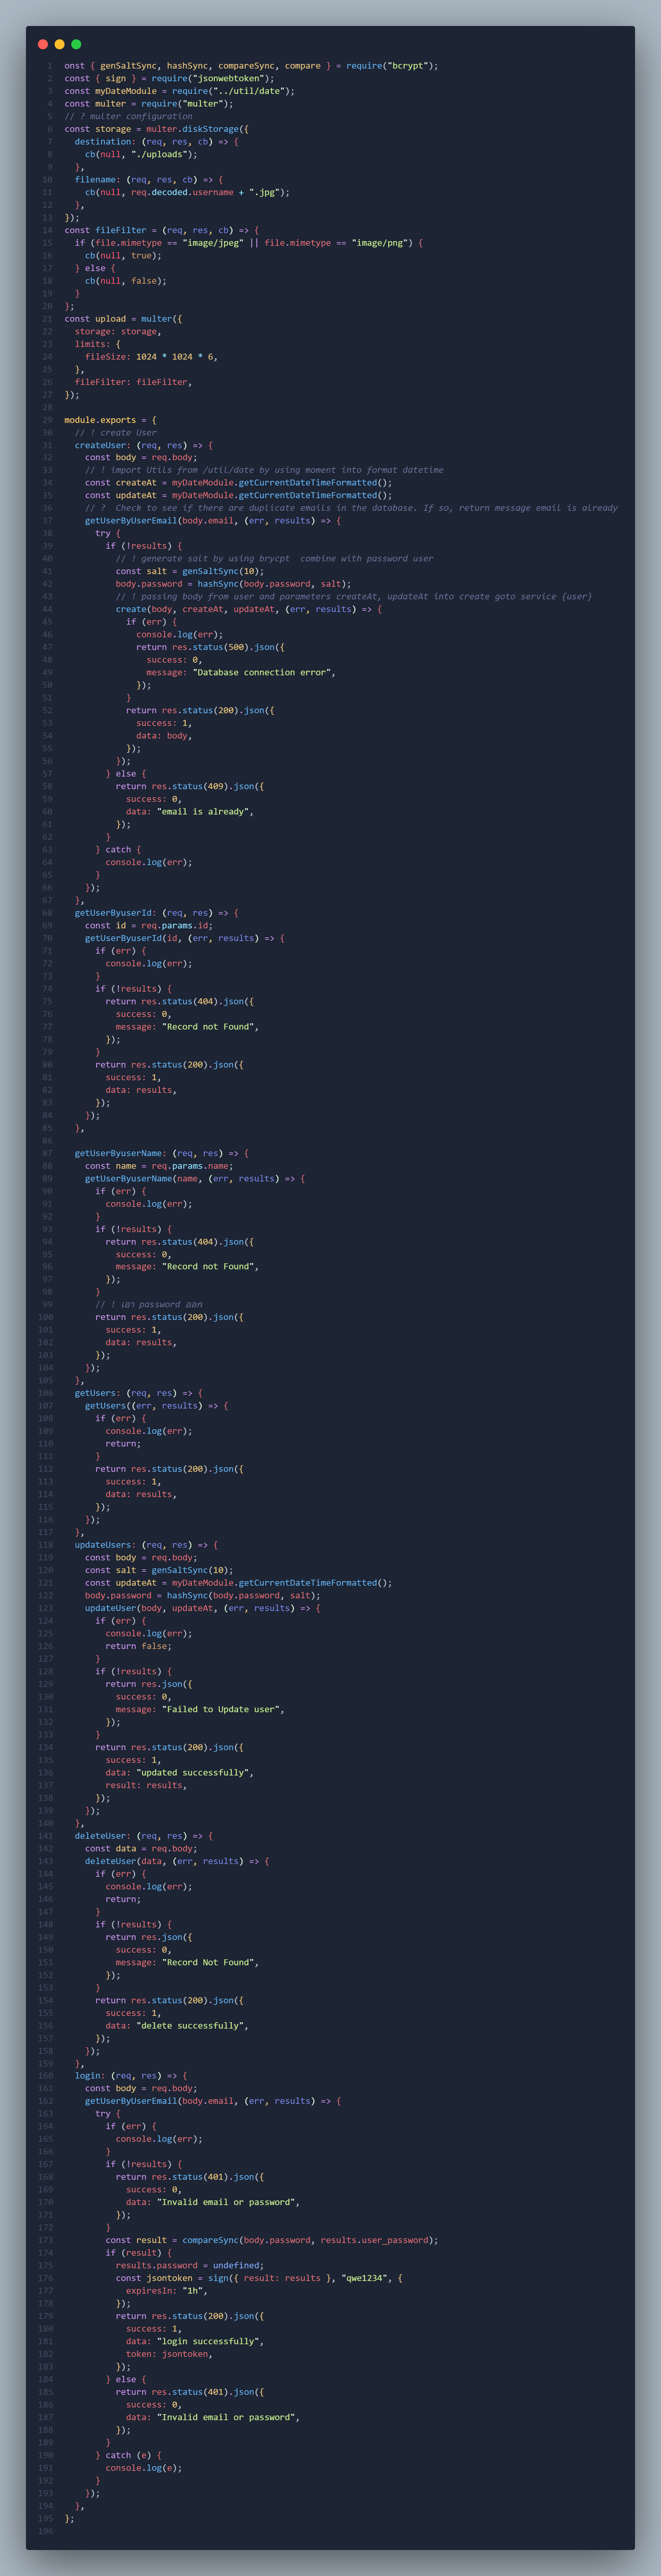 1 onst { genSaltSync, hashSync, compareSync, compare } = require("bcrypt");
2 const { sign } = require("jsonwebtoken");
3 const myDateModule = require("../util/date");
4 const multer = require("multer");
5 // ? multer configuration
6 const storage = multer.diskStorage({
7   destination: (req, res, cb) => {
8     cb(null, "./uploads");
9   },
10   filename: (req, res, cb) => {
11     cb(null, req.decoded.username + ".jpg");
12   },
13 });
14 const fileFilter = (req, res, cb) => {
15   if (file.mimetype == "image/jpeg" || file.mimetype == "image/png") {
16     cb(null, true);
17   } else {
18     cb(null, false);
19   }
20 };
21 const upload = multer({
22   storage: storage,
23   limits: {
24     fileSize: 1024 * 1024 * 6,
25   },
26   fileFilter: fileFilter,
27 });
28
29 module.exports = {
30   // ! create User
31   createUser: (req, res) => {
32     const body = req.body;
33     // ! import Utils from /util/date by using moment into format datetime
34     const createAt = myDateModule.getCurrentDateTimeFormatted();
35     const updateAt = myDateModule.getCurrentDateTimeFormatted();
36     // ?  Check to see if there are duplicate emails in the database. If so, return message email is already
37     getUserByUserEmail(body.email, (err, results) => {
38       try {
39         if (!results) {
40           // ! generate salt by using brycpt  combine with password user
41           const salt = genSaltSync(10);
42           body.password = hashSync(body.password, salt);
43           // ! passing body from user and parameters createAt, updateAt into create goto service {user}
44           create(body, createAt, updateAt, (err, results) => {
45             if (err) {
46               console.log(err);
47               return res.status(500).json({
48                 success: 0,
49                 message: "Database connection error",
50               });
51             }
52             return res.status(200).json({
53               success: 1,
54               data: body,
55             });
56           });
57         } else {
58           return res.status(409).json({
59             success: 0,
60             data: "email is already",
61           });
62         }
63       } catch {
64         console.log(err);
65       }
66     });
67   },
68   getUserByuserId: (req, res) => {
69     const id = req.params.id;
70     getUserByuserId(id, (err, results) => {
71       if (err) {
72         console.log(err);
73       }
74       if (!results) {
75         return res.status(404).json({
76           success: 0,
77           message: "Record not Found",
78         });
79       }
80       return res.status(200).json({
81         success: 1,
82         data: results,
83       });
84     });
85   },
86
87   getUserByuserName: (req, res) => {
88     const name = req.params.name;
89     getUserByuserName(name, (err, results) => {
90       if (err) {
91         console.log(err);
92       }
93       if (!results) {
94         return res.status(404).json({
95           success: 0,
96           message: "Record not Found",
97         });
98       }
99       // ! เอา password ออก
100       return res.status(200).json({
101         success: 1,
102         data: results,
103       });
104     });
105   },
106   getUsers: (req, res) => {
107     getUsers((err, results) => {
108       if (err) {
109         console.log(err);
110         return;
111       }
112       return res.status(200).json({
113         success: 1,
114         data: results,
115       });
116     });
117   },
118   updateUsers: (req, res) => {
119     const body = req.body;
120     const salt = genSaltSync(10);
121     const updateAt = myDateModule.getCurrentDateTimeFormatted();
122     body.password = hashSync(body.password, salt);
123     updateUser(body, updateAt, (err, results) => {
124       if (err) {
125         console.log(err);
126         return false;
127       }
128       if (!results) {
129         return res.json({
130           success: 0,
131           message: "Failed to Update user",
132         });
133       }
134       return res.status(200).json({
135         success: 1,
136         data: "updated successfully",
137         result: results,
138       });
139     });
140   },
141   deleteUser: (req, res) => {
142     const data = req.body;
143     deleteUser(data, (err, results) => {
144       if (err) {
145         console.log(err);
146         return;
147       }
148       if (!results) {
149         return res.json({
150           success: 0,
151           message: "Record Not Found",
152         });
153       }
154       return res.status(200).json({
155         success: 1,
156         data: "delete successfully",
157       });
158     });
159   },
160   login: (req, res) => {
161     const body = req.body;
162     getUserByUserEmail(body.email, (err, results) => {
163       try {
164         if (err) {
165           console.log(err);
166         }
167         if (!results) {
168           return res.status(401).json({
169             success: 0,
170             data: "Invalid email or password",
171           });
172         }
173         const result = compareSync(body.password, results.user_password);
174         if (result) {
175           results.password = undefined;
176           const jsontoken = sign({ result: results }, "qwe1234", {
177             expiresIn: "1h",
178           });
179           return res.status(200).json({
180             success: 1,
181             data: "login successfully",
182             token: jsontoken,
183           });
184         } else {
185           return res.status(401).json({
186             success: 0,
187             data: "Invalid email or password",
188           });
189         }
190       } catch (e) {
191         console.log(e);
192       }
193     });
194   },
195 };
196